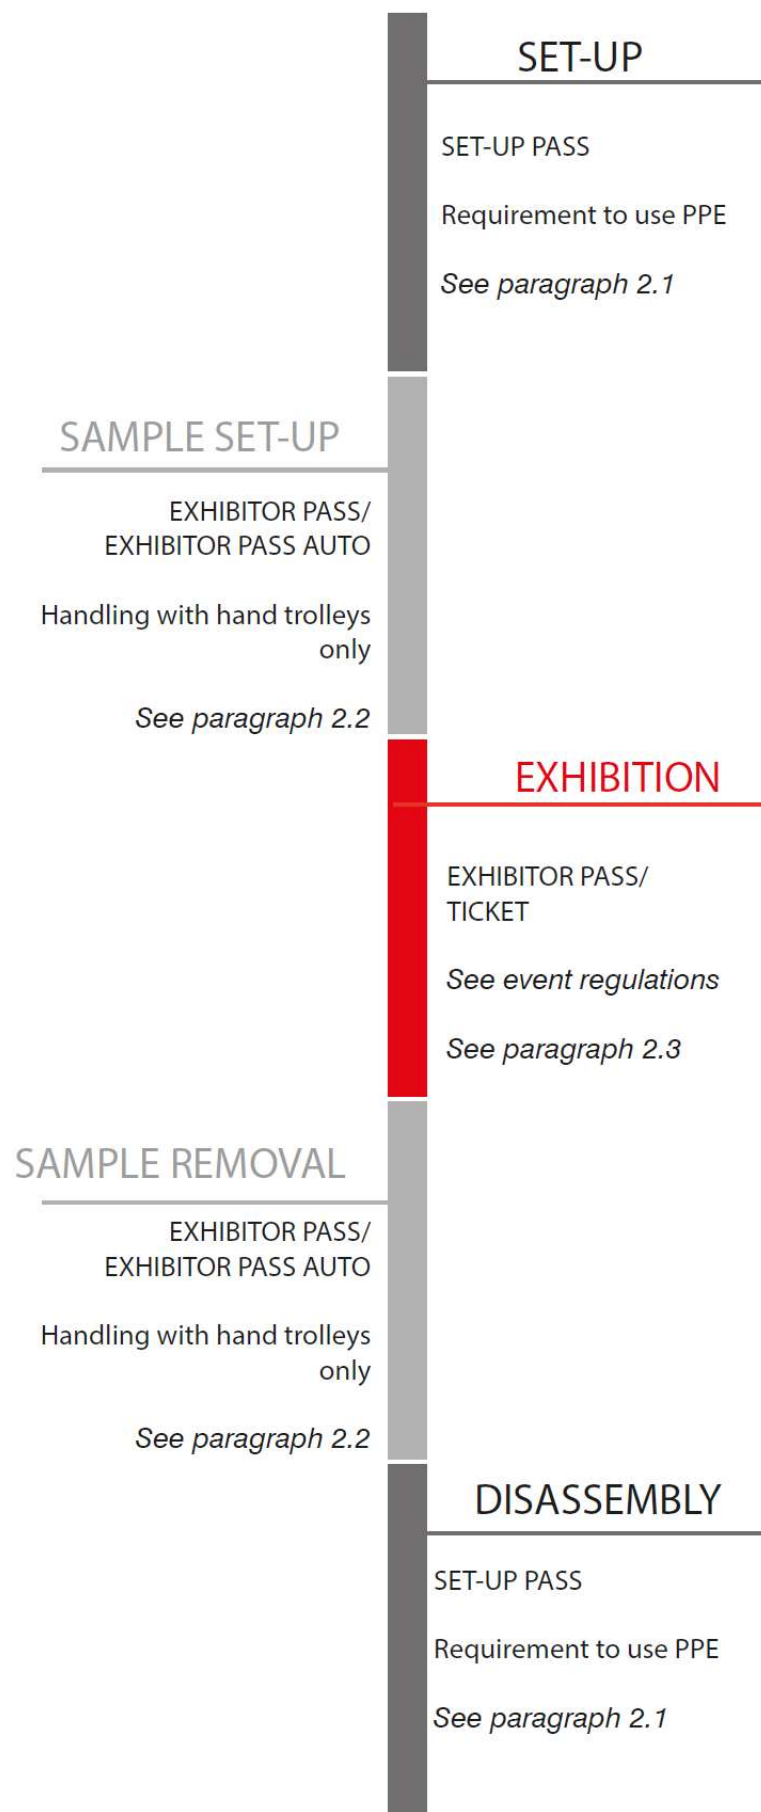 SET-UP
SET-UP PASS
Requirement to use PPE
See paragraph 2.1
SAMPLE SET-UP
EXHIBITOR PASS/
EXHIBITOR PASS AUTO
Handling with hand trolleys
only
See paragraph 2.2
EXHIBITION
EXHIBITOR PASS/
TICKET
See event regulations
See paragraph 2.3
SAMPLE REMOVAL
EXHIBITOR PASS/
EXHIBITOR PASS AUTO
Handling with hand trolleys
only
See paragraph 2.2
DISASSEMBLY
SET-UP PASS
Requirement to use PPE
See paragraph 2.1